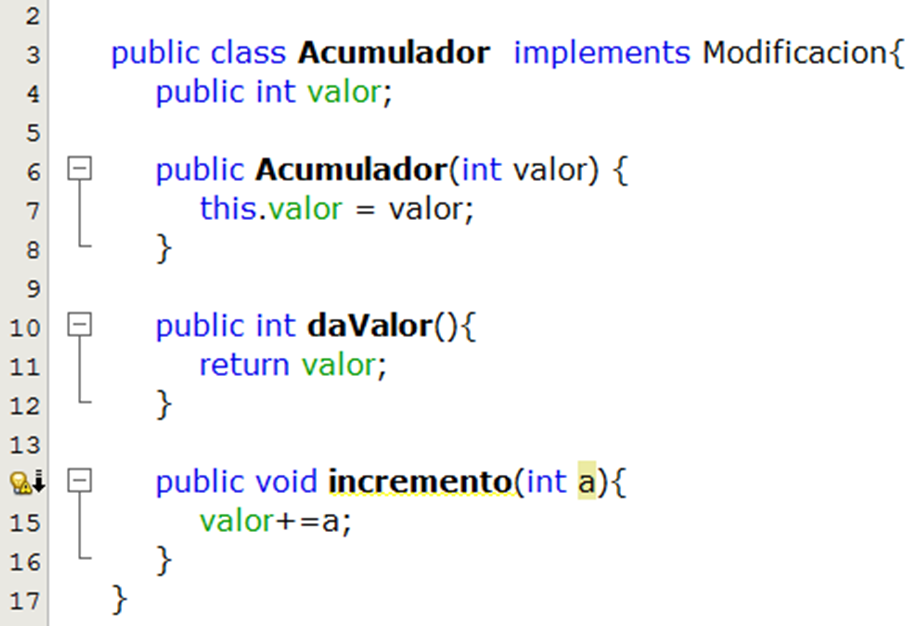 2
3 public class Acumulador implements Modificacion{
4 public int valor;
5
6 public Acumulador(int valor) {
7 this.valor = valor;
8 }
9
10 public int daValor(){
11 return valor;
12 }
13
public void incremento(int a){
15 valor+=a;
16 }
17 }